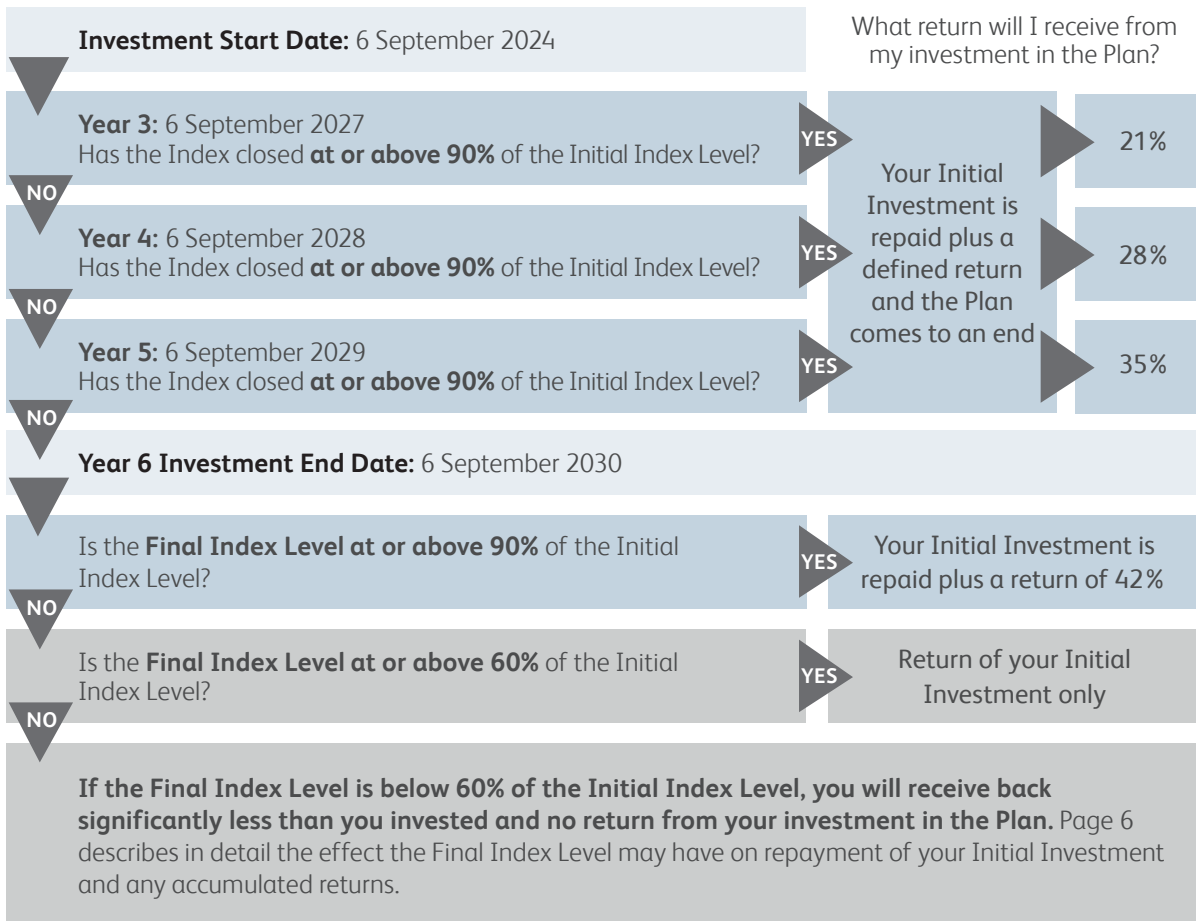 Investment Start Date: 6 September 2024
What return will I receive from
my investment in the Plan?
Year 3: 6 September 2027
Has the Index closed at or above 90% of the Initial Index Level?
YES
21%
NO
Year 4: 6 September 2028
Has the Index closed at or above 90% of the Initial Index Level?
YES
28%
NO
Year 5: 6 September 2029
Has the Index closed at or above 90% of the Initial Index Level?
YES
35%
Your Initial
Investment is
repaid plus a
defined return
and the Plan
comes to an end
NO
Year 6 Investment End Date: 6 September 2030
Is the Final Index Level at or above 90% of the Initial
Index Level?
YES
Your Initial Investment is
repaid plus a return of 42%
NO
Is the Final Index Level at or above 60% of the Initial
Index Level?
YES
Return of your Initial
Investment only
NO
If the Final Index Level is below 60% of the Initial Index Level, you will receive back
significantly less than you invested and no return from your investment in the Plan. Page 6
describes in detail the effect the Final Index Level may have on repayment of your Initial Investment
and any accumulated returns.